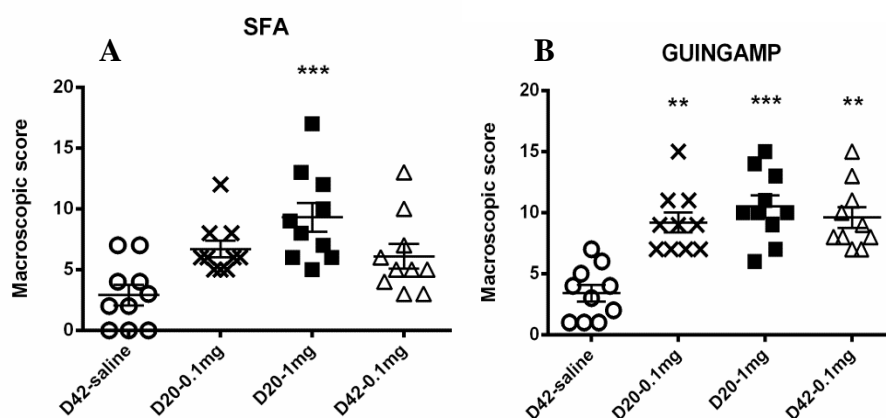 A
SFA
Macroscopic score
20
15
10
5
0
***
D42-saline
D20-0.1mg
D20-1mg
D42-0.1mg
B
GUINGAMP
Macroscopic score
20
15
10
5
0
**
***
**
D42-saline
D20-0.1mg
D20-1mg
D42-0.1mg